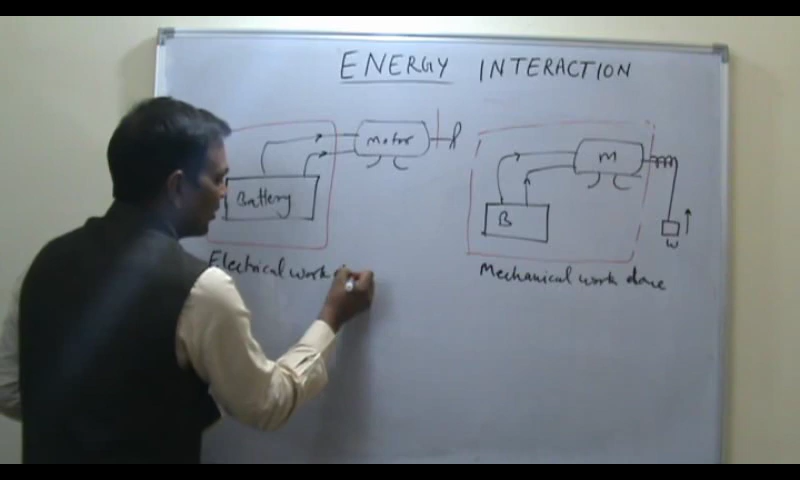 ENERGY INTERACTION
Battery
Motor
Electrical work
B
M
W
Mechanical work done